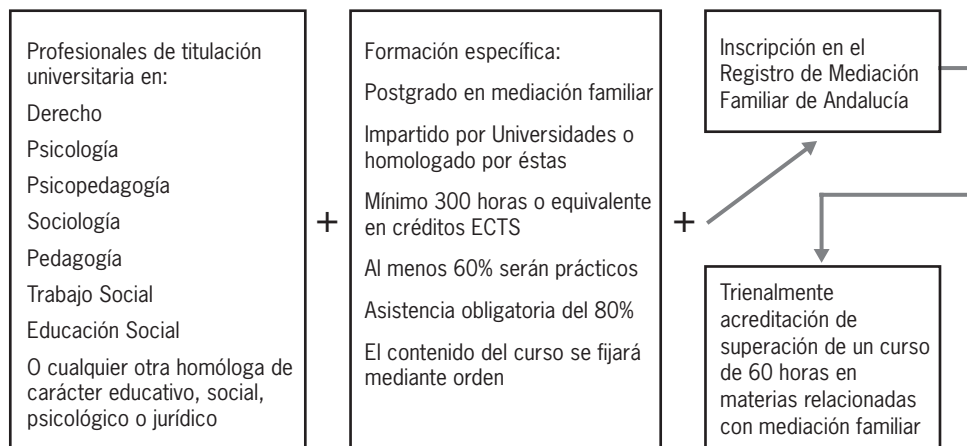 Profesionales de titulación
universitaria en:
Derecho
Psicología
Psicopedagogía
Sociología
Pedagogía
Trabajo Social
Educación Social
O cualquier otra homóloga de
carácter educativo, social,
psicológico o jurídico
+
Formación específica:
Postgrado en mediación familiar
Impartido por Universidades o
homologado por éstas
Mínimo 300 horas o equivalente
en créditos ECTS
Al menos 60% serán prácticos
Asistencia obligatoria del 80%
El contenido del curso se fijará
mediante orden
+
Inscripción en el
Registro de Mediación
Familiar de Andalucía
Trienalmente
acreditación de
superación de un curso
de 60 horas en
materias relacionadas
con mediación familiar